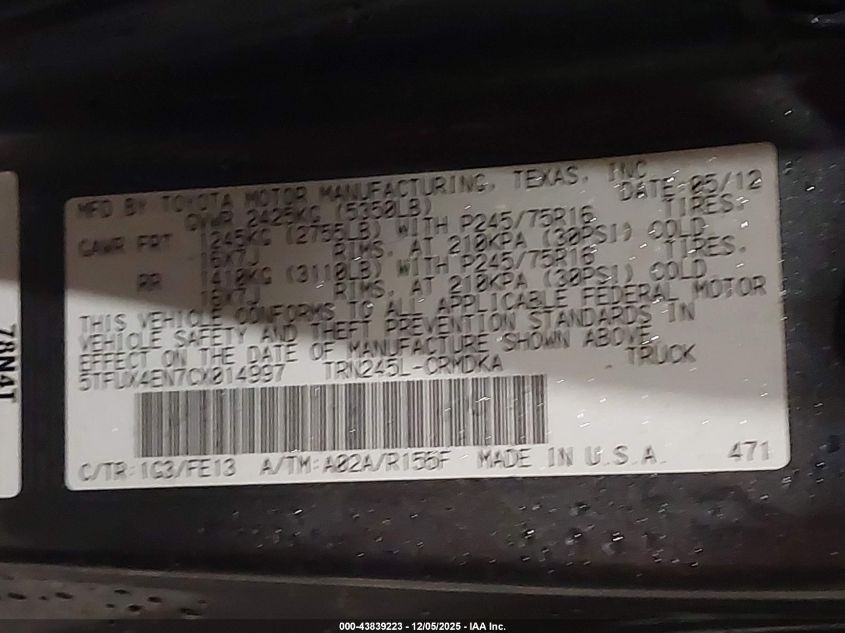 MFD BY TOYOTA MOTOR MANUFACTURING, TEXAS, INC
DATE:05/12
GVWR 2425KG (5350LB)
GAWR FRT 1245KG (2755LB) WITH P245/75R16 TIRES.
16X7J RIMS, AT 210KPA (30PSI) COLD
RR 1410KG (3110LB) WITH P245/75R16 TIRES.
16X7J RIMS, AT 210KPA (30PSI) COLD
THIS VEHICLE CONFORMS TO ALL APPLICABLE FEDERAL MOTOR
VEHICLE SAFETY AND THEFT PREVENTION STANDARDS IN
EFFECT ON THE DATE OF MANUFACTURE SHOWN ABOVE.
5TFUX4EN7CX014997 TRN245L-CRMDKA TRUCK
C/TR:1G3/FE13 A/TM:A02A/R155F MADE IN U.S.A. 471
78N4T
000-43839223 - 12/05/2025 - IAA Inc.